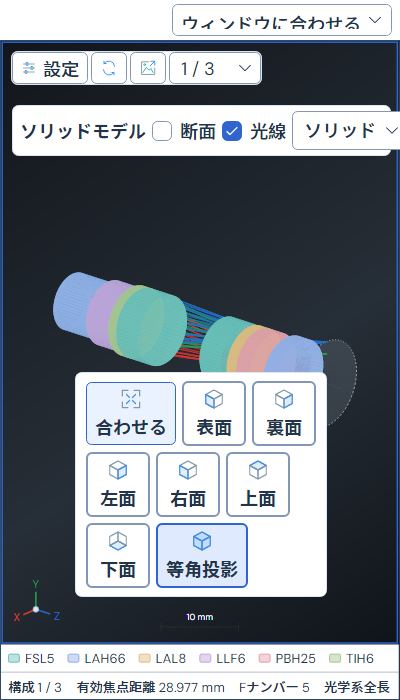 ウィンドウに合わせる
設定 1 / 3
ソリッドモデル 断面 光線 ソリッド
合わせる 表面 裏面
左面 右面 上面
下面 等角投影
Y
X Z
10 mm
FSL5 LAH66 LAL8 LLF6 PBH25 TIH6
構成 1 / 3 有効焦点距離 28.977 mm Fナンバー 5 光学系全長